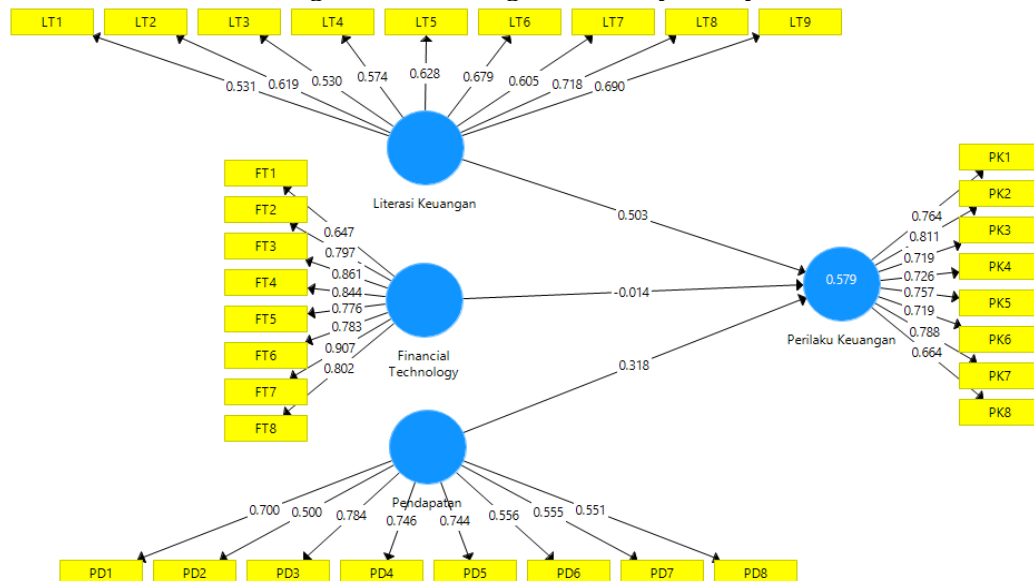 LT1 LT2 LT3 LT4 LT5 LT6 LT7 LT8 LT9
0.531 0.619 0.530 0.574 0.628 0.679 0.605 0.718 0.690
Literasi Keuangan
FT1
FT2
FT3
FT4
FT5
FT6
FT7
FT8
0.647
0.797
0.861
0.844
0.776
0.783
0.907
0.802
Financial
Technology
0.503
-0.014
0.318
0.579
Perilaku Keuangan
0.764
0.811
0.719
0.726
0.757
0.719
0.788
0.664
PK1
PK2
PK3
PK4
PK5
PK6
PK7
PK8
Pendapatan
0.700 0.500 0.784 0.746 0.744 0.556 0.555 0.551
PD1 PD2 PD3 PD4 PD5 PD6 PD7 PD8